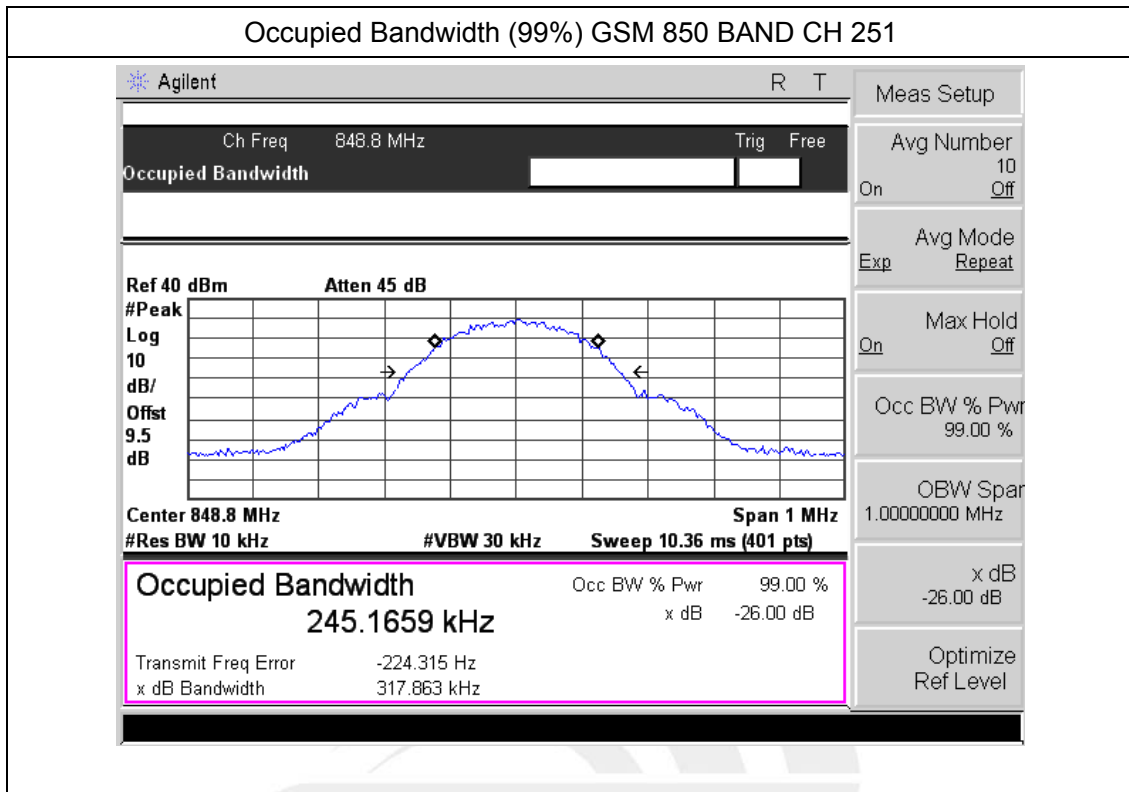 Occupied Bandwidth (99%) GSM 850 BAND CH 251
Agilent R T
Ch Freq 848.8 MHz Trig Free
Occupied Bandwidth
Ref 40 dBm Atten 45 dB
#Peak
Log
10
dB/
Offst
9.5
dB
Center 848.8 MHz Span 1 MHz
#Res BW 10 kHz #VBW 30 kHz Sweep 10.36 ms (401 pts)
Occupied Bandwidth Occ BW % Pwr 99.00 %
245.1659 kHz x dB -26.00 dB
Transmit Freq Error -224.315 Hz
x dB Bandwidth 317.863 kHz
Meas Setup
Avg Number
10
On Off
Avg Mode
Exp Repeat
Max Hold
On Off
Occ BW % Pwr
99.00 %
OBW Span
1.00000000 MHz
x dB
-26.00 dB
Optimize
Ref Level